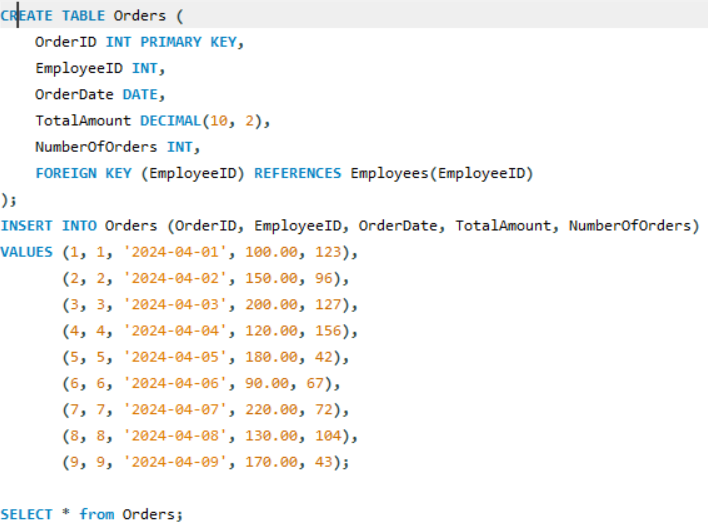 CREATE TABLE Orders (
    OrderID INT PRIMARY KEY,
    EmployeeID INT,
    OrderDate DATE,
    TotalAmount DECIMAL(10, 2),
    NumberOfOrders INT,
    FOREIGN KEY (EmployeeID) REFERENCES Employees(EmployeeID)
);
INSERT INTO Orders (OrderID, EmployeeID, OrderDate, TotalAmount, NumberOfOrders)
VALUES (1, 1, '2024-04-01', 100.00, 123),
       (2, 2, '2024-04-02', 150.00, 96),
       (3, 3, '2024-04-03', 200.00, 127),
       (4, 4, '2024-04-04', 120.00, 156),
       (5, 5, '2024-04-05', 180.00, 42),
       (6, 6, '2024-04-06', 90.00, 67),
       (7, 7, '2024-04-07', 220.00, 72),
       (8, 8, '2024-04-08', 130.00, 104),
       (9, 9, '2024-04-09', 170.00, 43);
SELECT * from Orders;